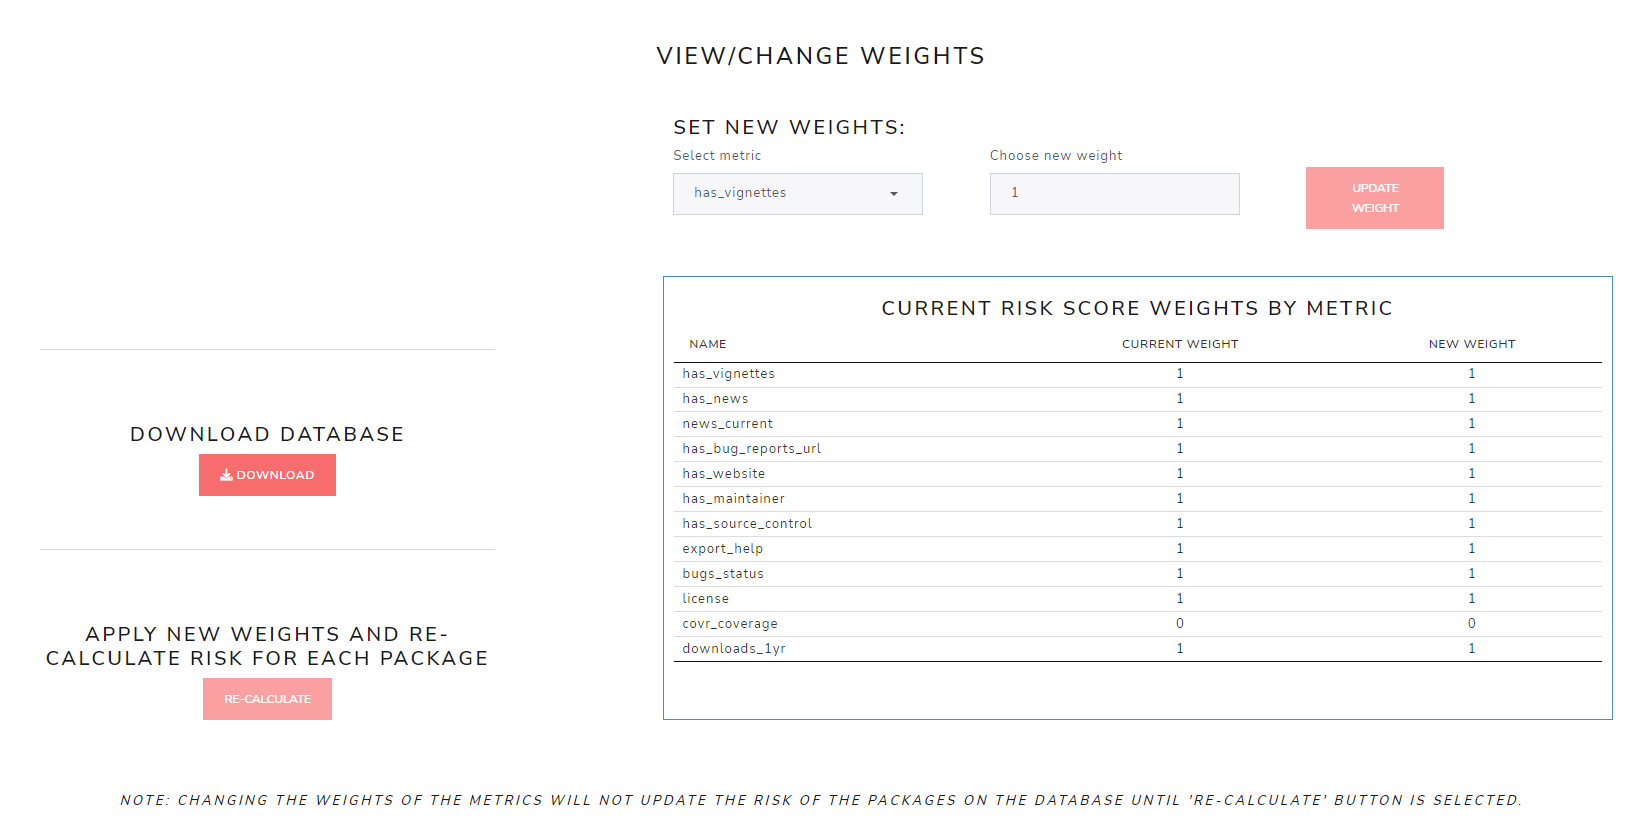 VIEW/CHANGE WEIGHTS
SET NEW WEIGHTS:
Select metric
has_vignettes
Choose new weight
1
UPDATE
WEIGHT
DOWNLOAD DATABASE
DOWNLOAD
APPLY NEW WEIGHTS AND RE-
CALCULATE RISK FOR EACH PACKAGE
RE-CALCULATE
CURRENT RISK SCORE WEIGHTS BY METRIC
NAME CURRENT WEIGHT NEW WEIGHT
has_vignettes 1 1
has_news 1 1
news_current 1 1
has_bug_reports_url 1 1
has_website 1 1
has_maintainer 1 1
has_source_control 1 1
export_help 1 1
bugs_status 1 1
license 1 1
covr_coverage 0 0
downloads_1yr 1 1
NOTE: CHANGING THE WEIGHTS OF THE METRICS WILL NOT UPDATE THE RISK OF THE PACKAGES ON THE DATABASE UNTIL 'RE-CALCULATE' BUTTON IS SELECTED.